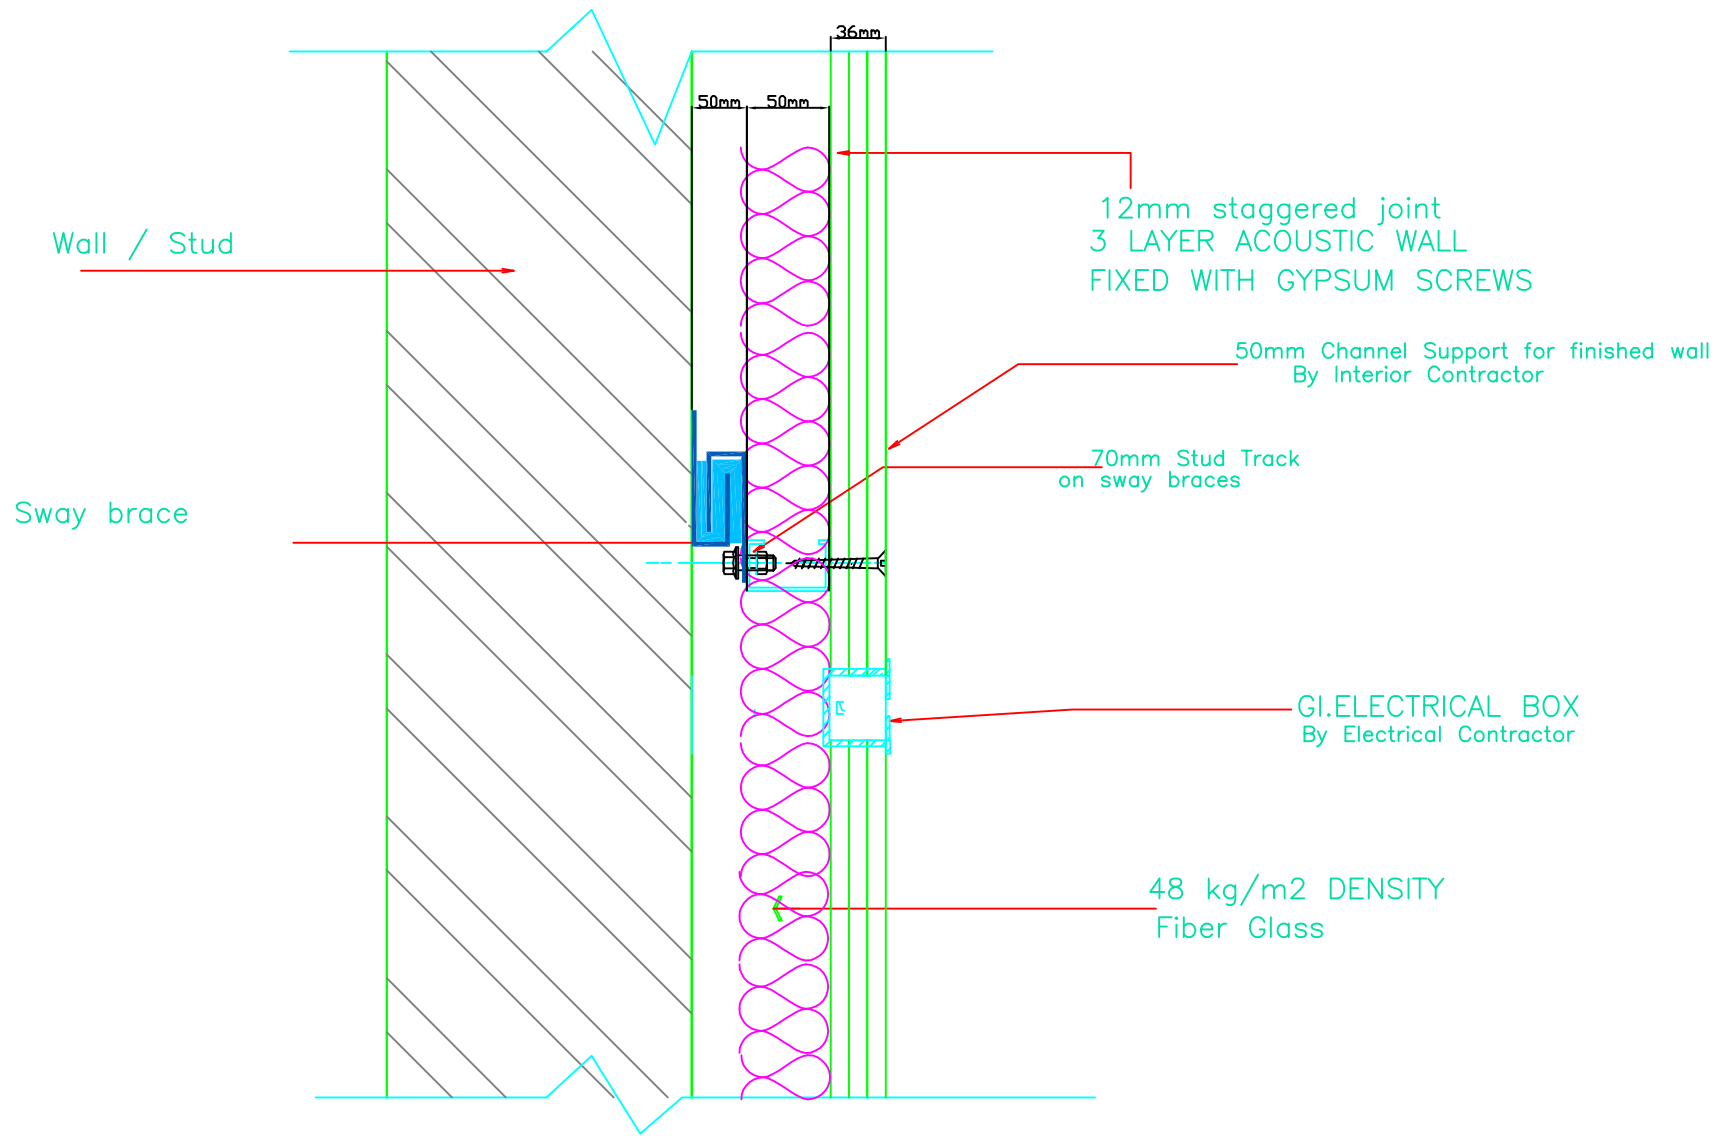 36mm
50mm 50mm
12mm staggered joint
3 LAYER ACOUSTIC WALL
FIXED WITH GYPSUM SCREWS
Wall / Stud
50mm Channel Support for finished wall
By Interior Contractor
70mm Stud Track
on sway braces
Sway brace
GI.ELECTRICAL BOX
By Electrical Contractor
48 kg/m2 DENSITY
Fiber Glass